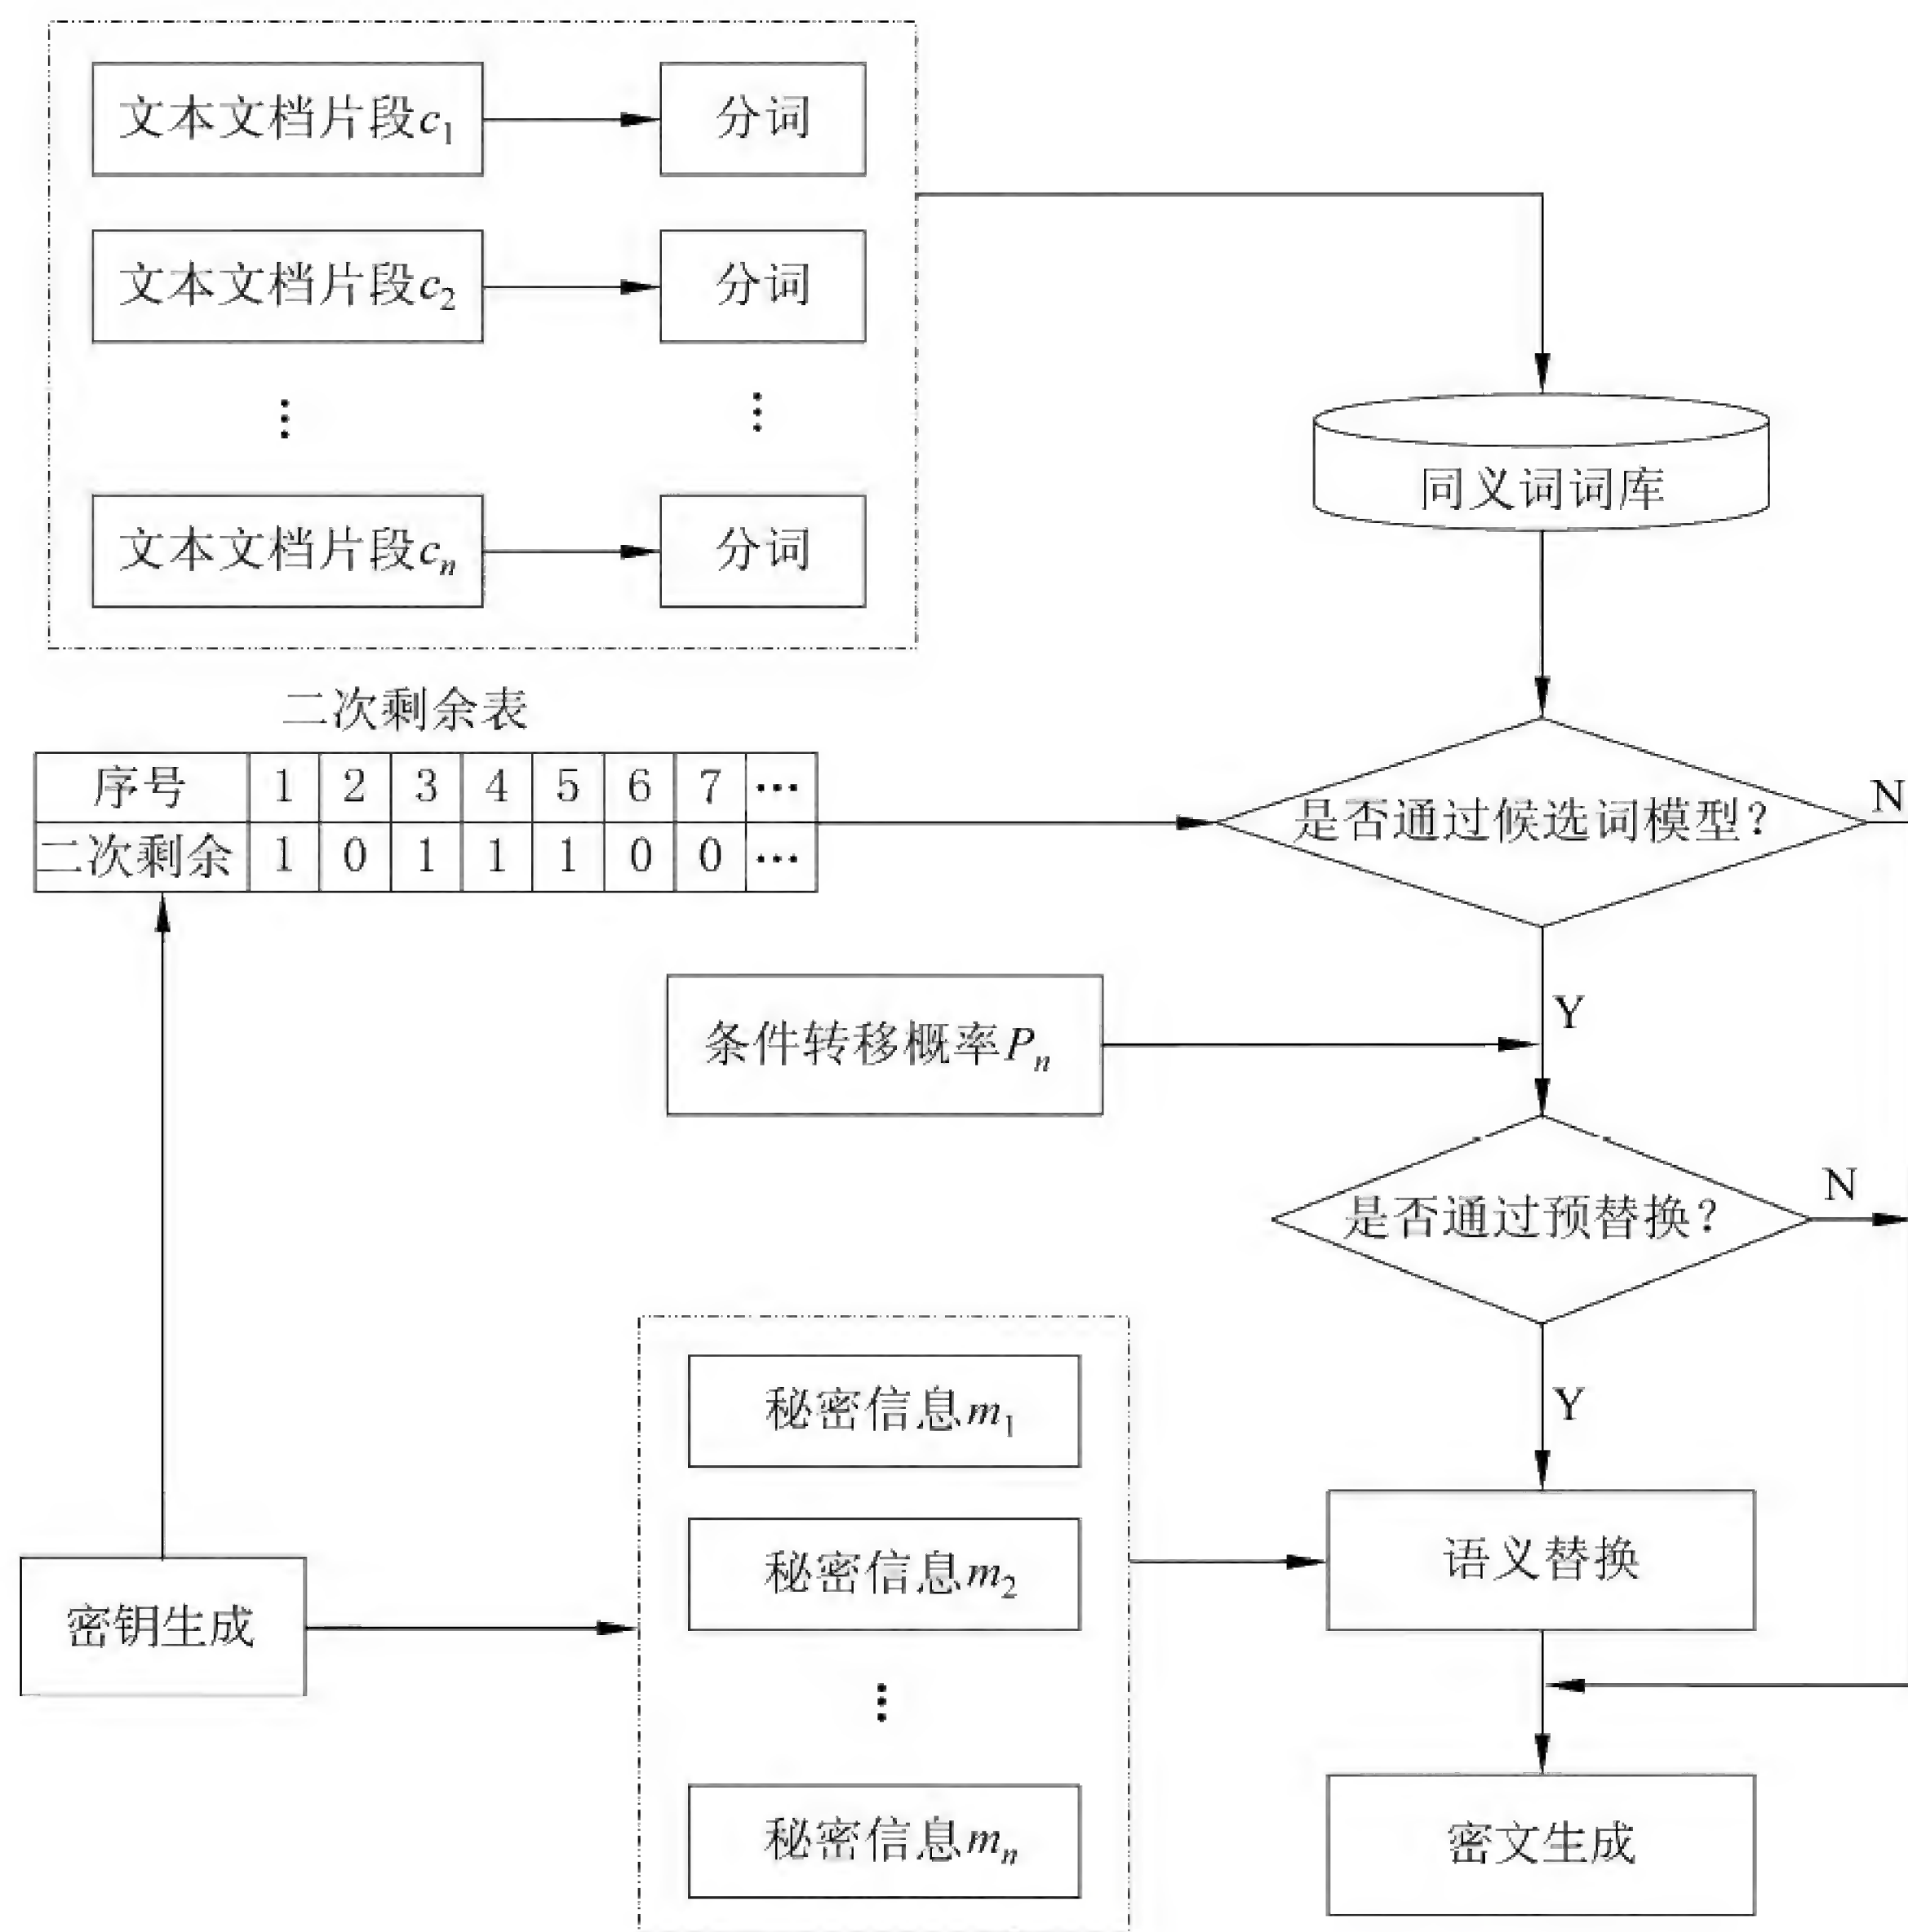 文本文档片段c₁
分词
文本文档片段c₂
分词
⋮
⋮
文本文档片段cₙ
分词
同义词词库
二次剩余表
序号 1 2 3 4 5 6 7 …
二次剩余 1 0 1 1 1 0 0 …
是否通过候选词模型?
N
Y
条件转移概率Pₙ
是否通过预替换?
N
Y
秘密信息m₁
秘密信息m₂
⋮
秘密信息mₙ
语义替换
密钥生成
密文生成